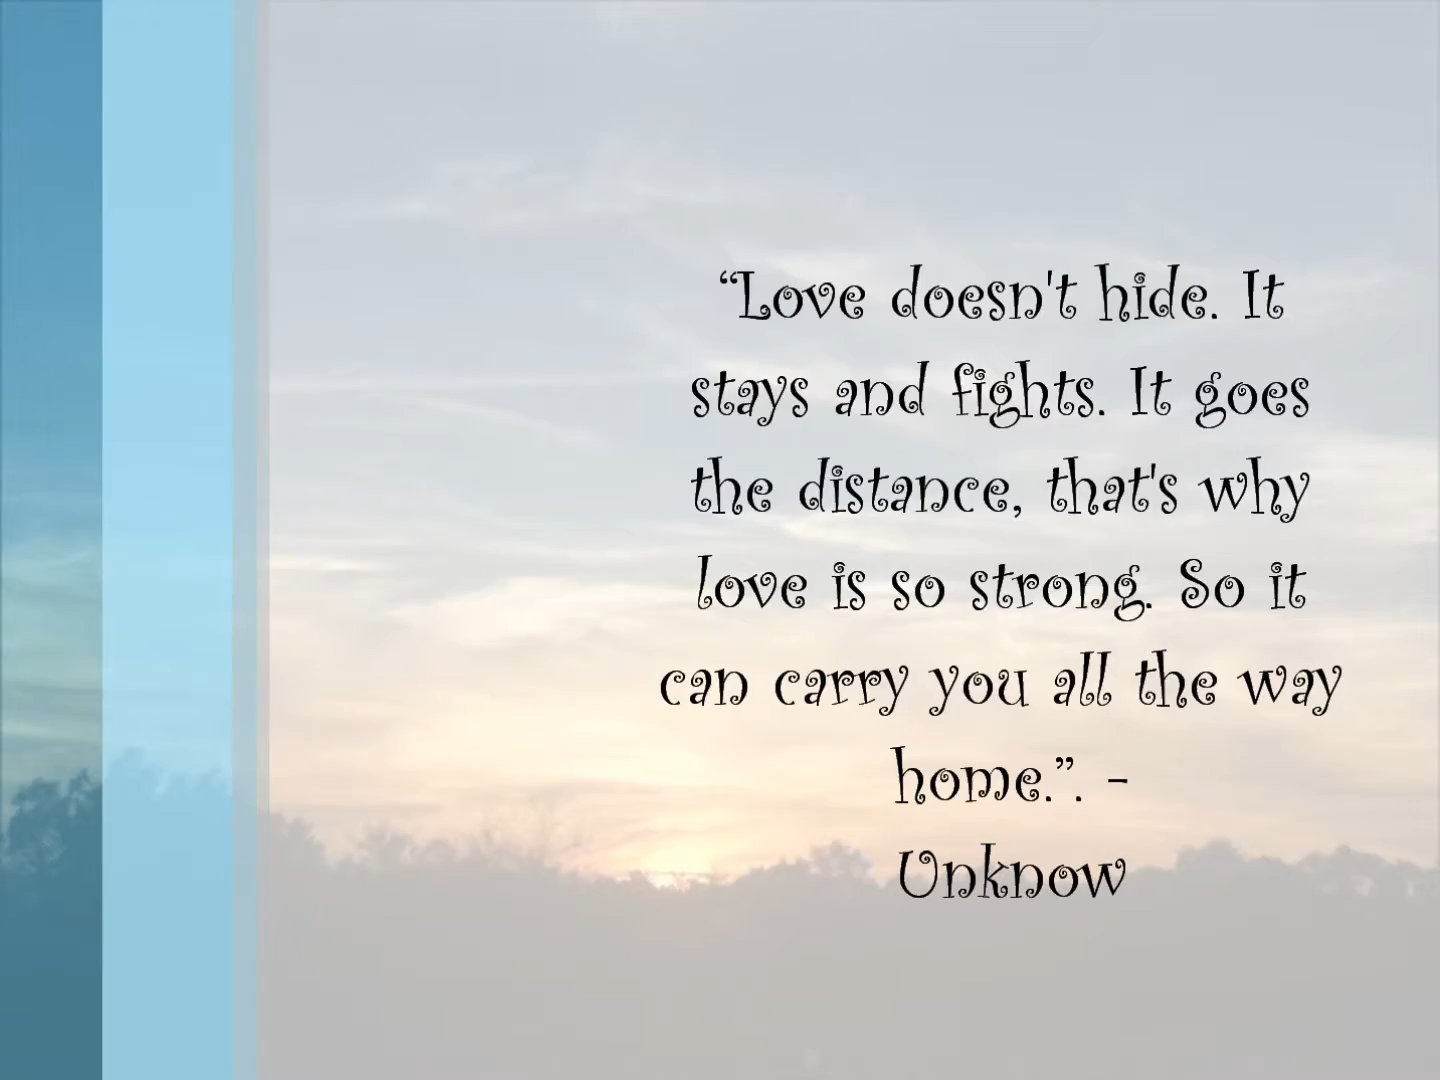 “Love doesn't hide. It
stays and fights. It goes
the distance, that's why
love is so strong. So it
can carry you all the way
home.”. -
Unknow